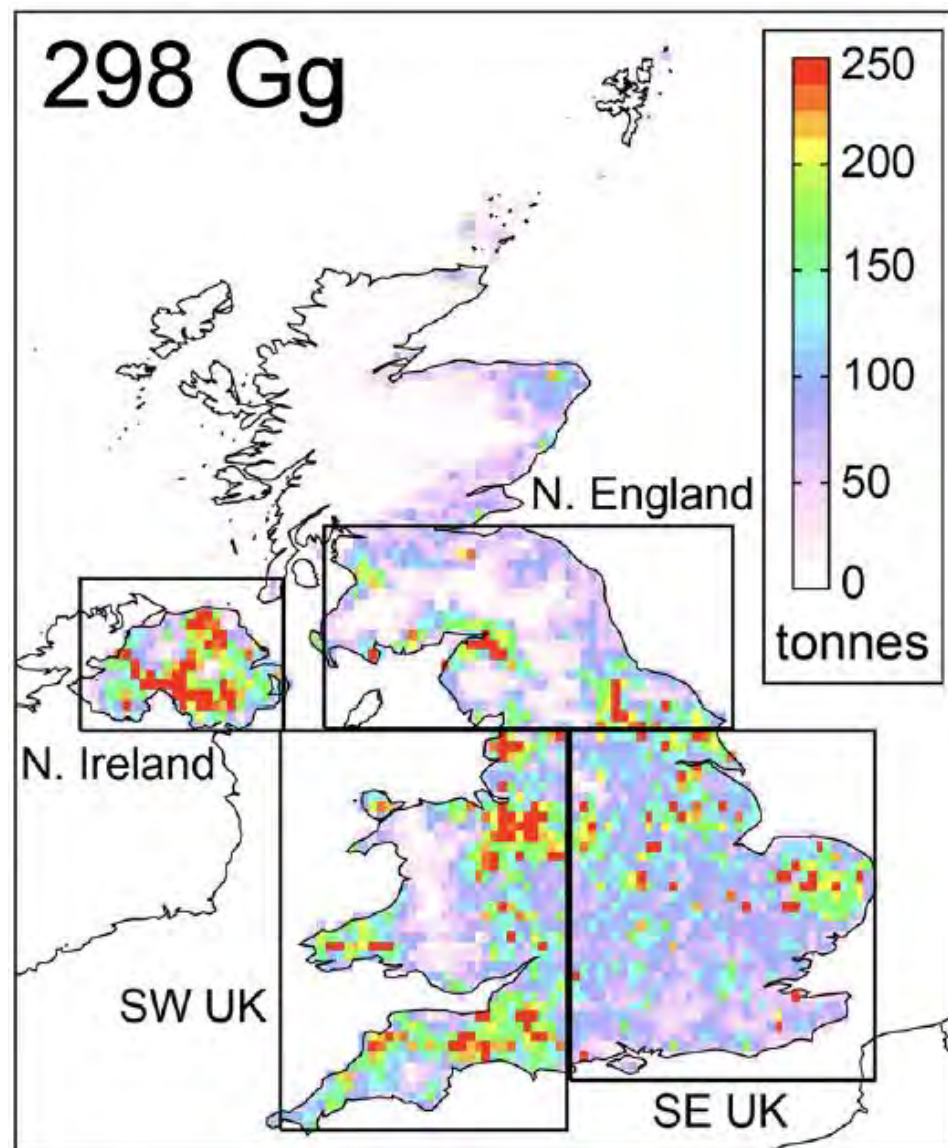 298 Gg
250
200
150
100
50
0
tonnes
N. England
N. Ireland
SW UK
SE UK